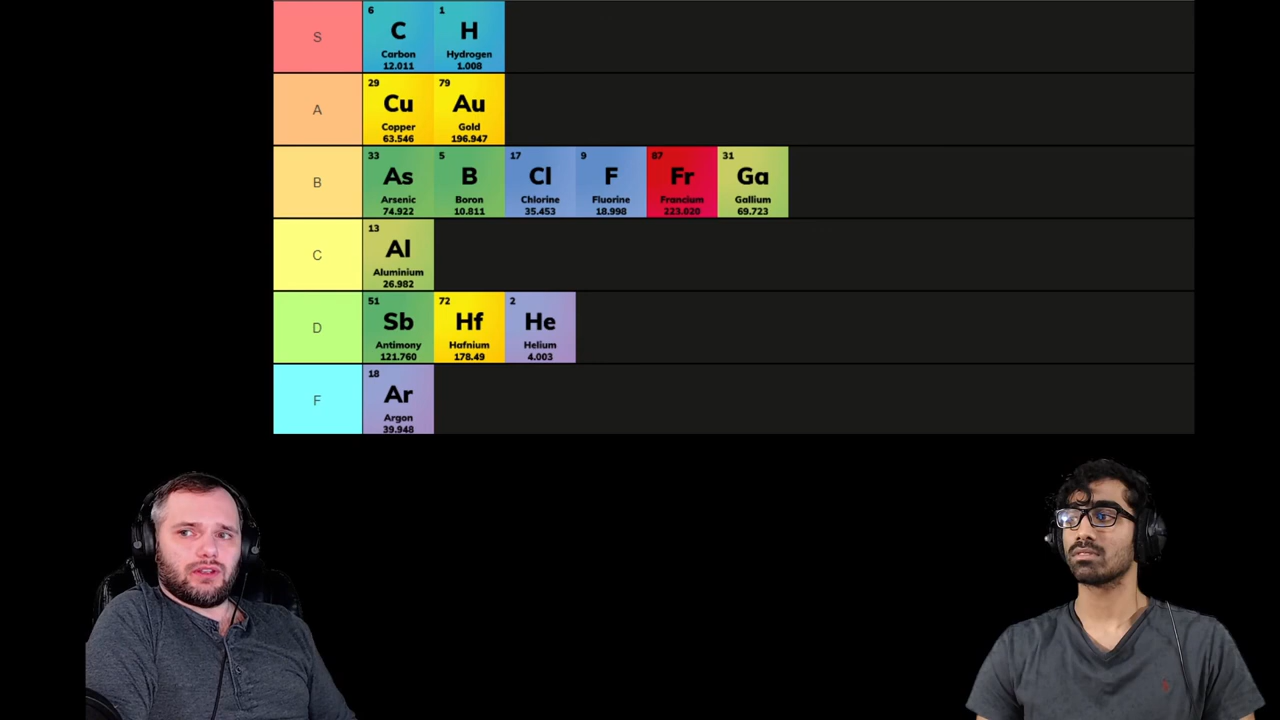 S
6
C
Carbon
12.011
1
H
Hydrogen
1.008
A
29
Cu
Copper
63.546
79
Au
Gold
196.947
B
33
As
Arsenic
74.922
5
B
Boron
10.811
17
Cl
Chlorine
35.453
9
F
Fluorine
18.998
87
Fr
Francium
223.020
31
Ga
Gallium
69.723
C
13
Al
Aluminium
26.982
D
51
Sb
Antimony
121.760
72
Hf
Hafnium
178.49
2
He
Helium
4.003
F
18
Ar
Argon
39.948